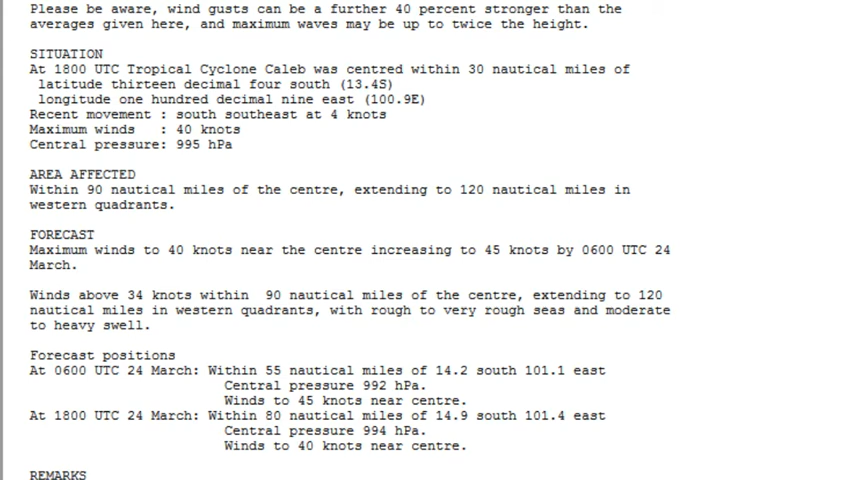 Please be aware, wind gusts can be a further 40 percent stronger than the
averages given here, and maximum waves may be up to twice the height.
SITUATION
At 1800 UTC Tropical Cyclone Caleb was centred within 30 nautical miles of
latitude thirteen decimal four south (13.4S)
longitude one hundred decimal nine east (100.9E)
Recent movement : south southeast at 4 knots
Maximum winds   : 40 knots
Central pressure: 995 hPa
AREA AFFECTED
Within 90 nautical miles of the centre, extending to 120 nautical miles in
western quadrants.
FORECAST
Maximum winds to 40 knots near the centre increasing to 45 knots by 0600 UTC 24
March.
Winds above 34 knots within  90 nautical miles of the centre, extending to 120
nautical miles in western quadrants, with rough to very rough seas and moderate
to heavy swell.
Forecast positions
At 0600 UTC 24 March: Within 55 nautical miles of 14.2 south 101.1 east
Central pressure 992 hPa.
Winds to 45 knots near centre.
At 1800 UTC 24 March: Within 80 nautical miles of 14.9 south 101.4 east
Central pressure 994 hPa.
Winds to 40 knots near centre.
REMARKS